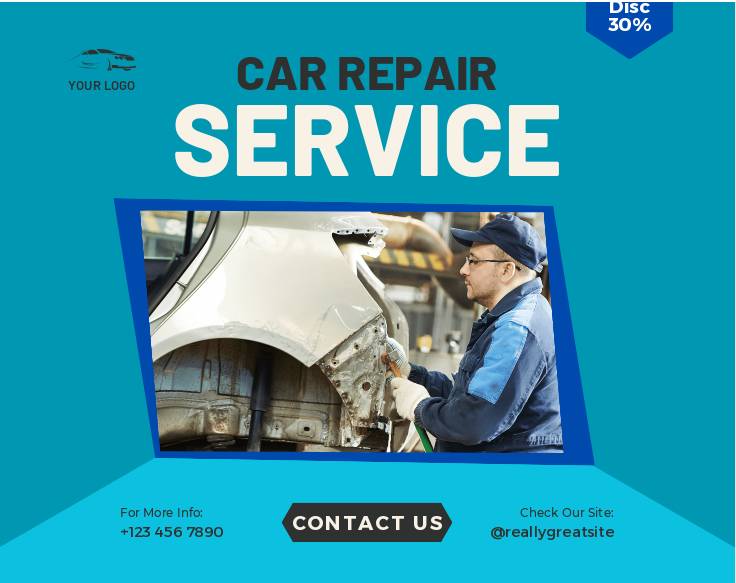 Disc
30%
YOUR LOGO
CAR REPAIR
SERVICE
For More Info:
+123 456 7890
CONTACT US
Check Our Site:
@reallygreatsite